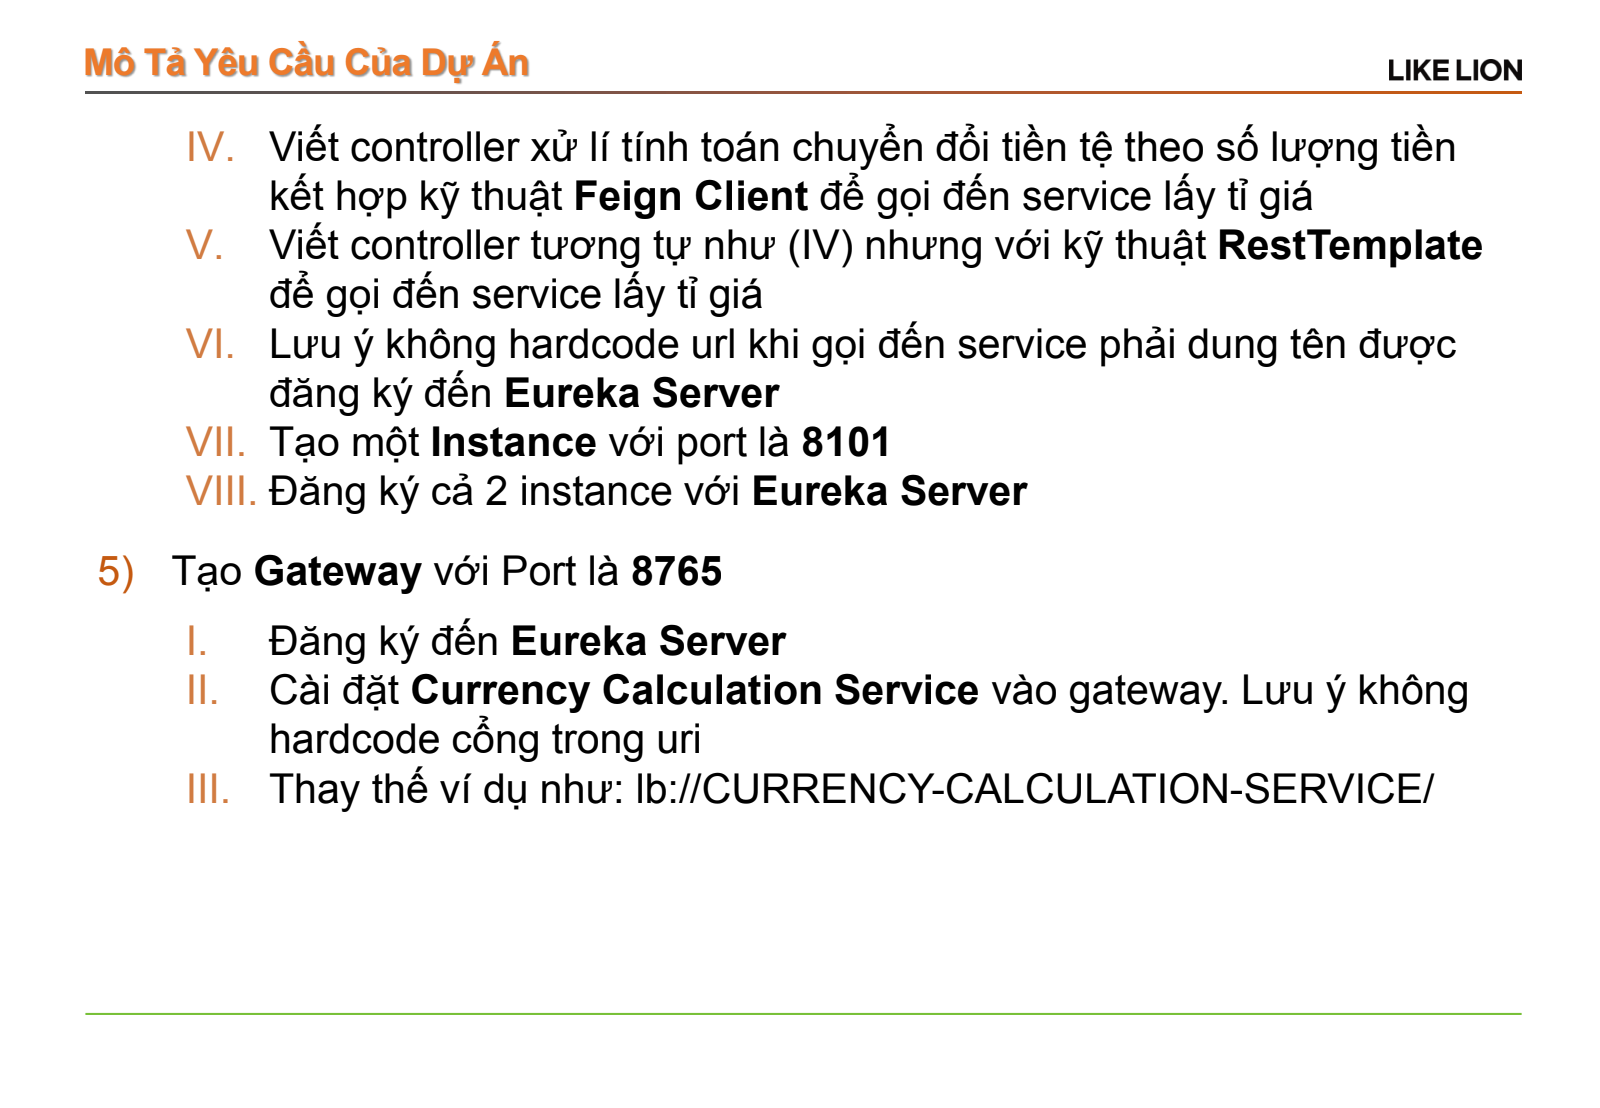 Mô Tả Yêu Cầu Của Dự Án
LIKE LION
IV. Viết controller xử lí tính toán chuyển đổi tiền tệ theo số lượng tiền
kết hợp kỹ thuật Feign Client để gọi đến service lấy tỉ giá
V. Viết controller tương tự như (IV) nhưng với kỹ thuật RestTemplate
để gọi đến service lấy tỉ giá
VI. Lưu ý không hardcode url khi gọi đến service phải dung tên được
đăng ký đến Eureka Server
VII. Tạo một Instance với port là 8101
VIII. Đăng ký cả 2 instance với Eureka Server
5) Tạo Gateway với Port là 8765
I. Đăng ký đến Eureka Server
II. Cài đặt Currency Calculation Service vào gateway. Lưu ý không
hardcode cổng trong uri
III. Thay thế ví dụ như: lb://CURRENCY-CALCULATION-SERVICE/